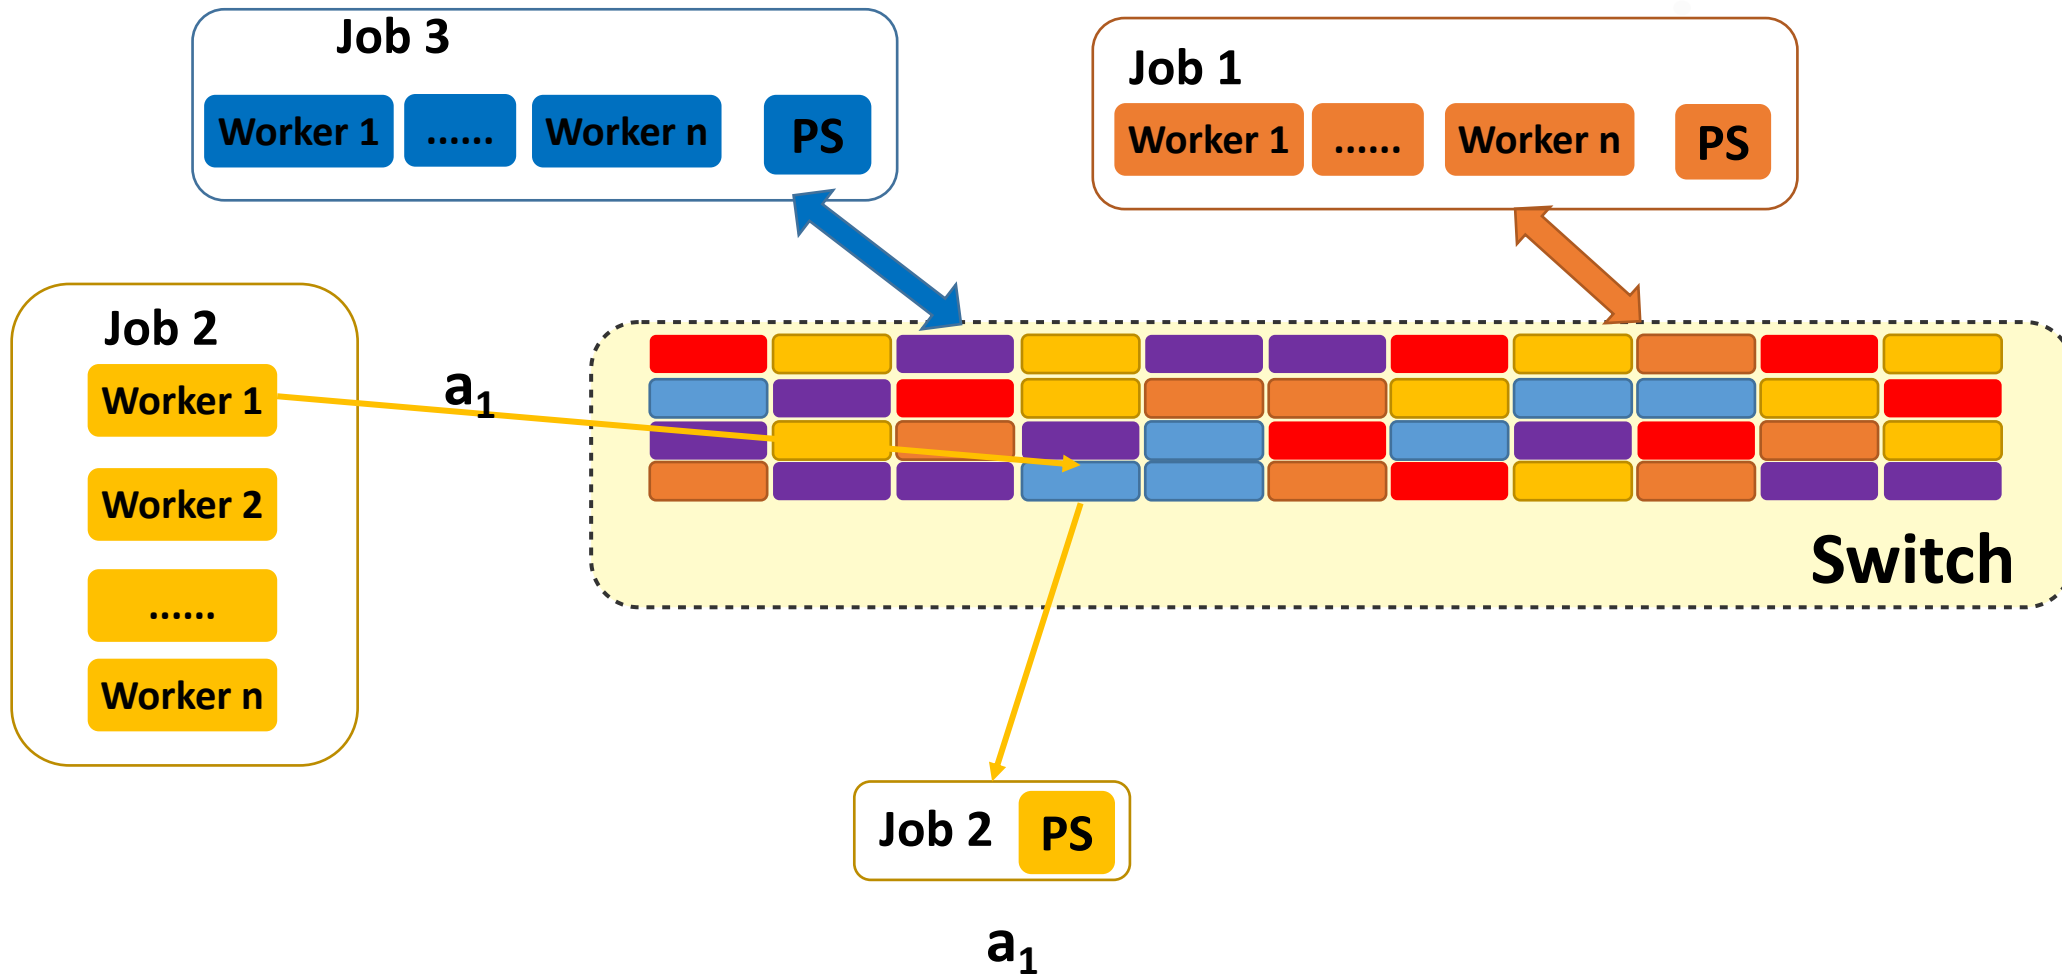 Job 3
Worker 1 ...... Worker n PS
Job 1
Worker 1 ...... Worker n PS
Job 2
Worker 1
Worker 2
......
Worker n
a₁
Switch
Job 2 PS
a₁